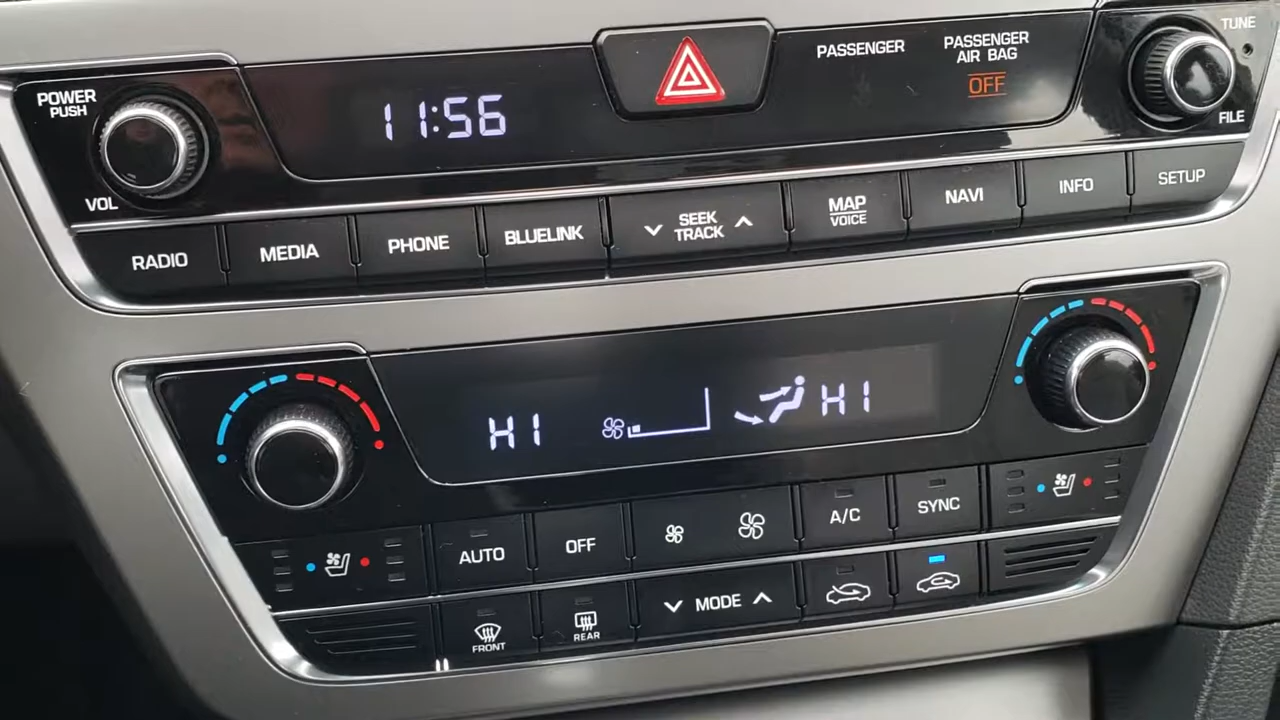 POWER
PUSH
VOL
11:56
PASSENGER
PASSENGER
AIR BAG
OFF
TUNE
FILE
RADIO
MEDIA
PHONE
BLUELINK
SEEK
TRACK
MAP
VOICE
NAVI
INFO
SETUP
HI
HI
AUTO
OFF
A/C
SYNC
FRONT
REAR
MODE